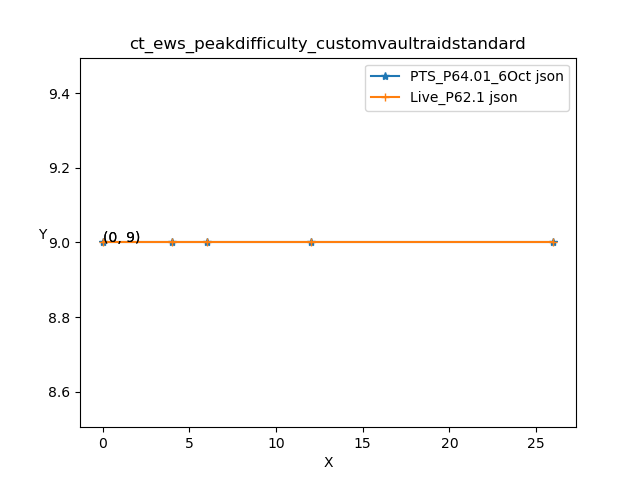 ct_ews_peakdifficulty_customvaultraidstandard
PTS_P64.01_6Oct json
Live_P62.1 json
9.4
9.2
Y
9.0
(0, 9)
8.8
8.6
0
5
10
15
20
25
X